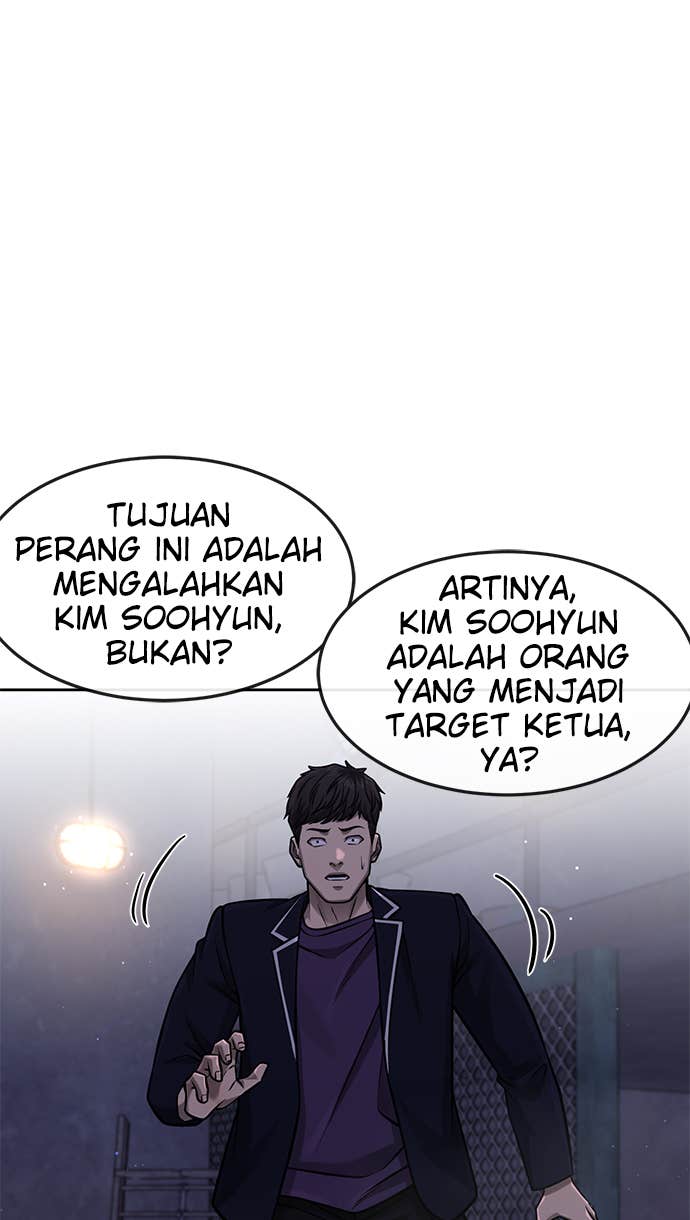 TUJUAN
PERANG INI ADALAH
MENGALAHKAN
KIM SOOHYUN,
BUKAN?
ARTINYA,
KIM SOOHYUN
ADALAH ORANG
YANG MENJADI
TARGET KETUA,
YA?